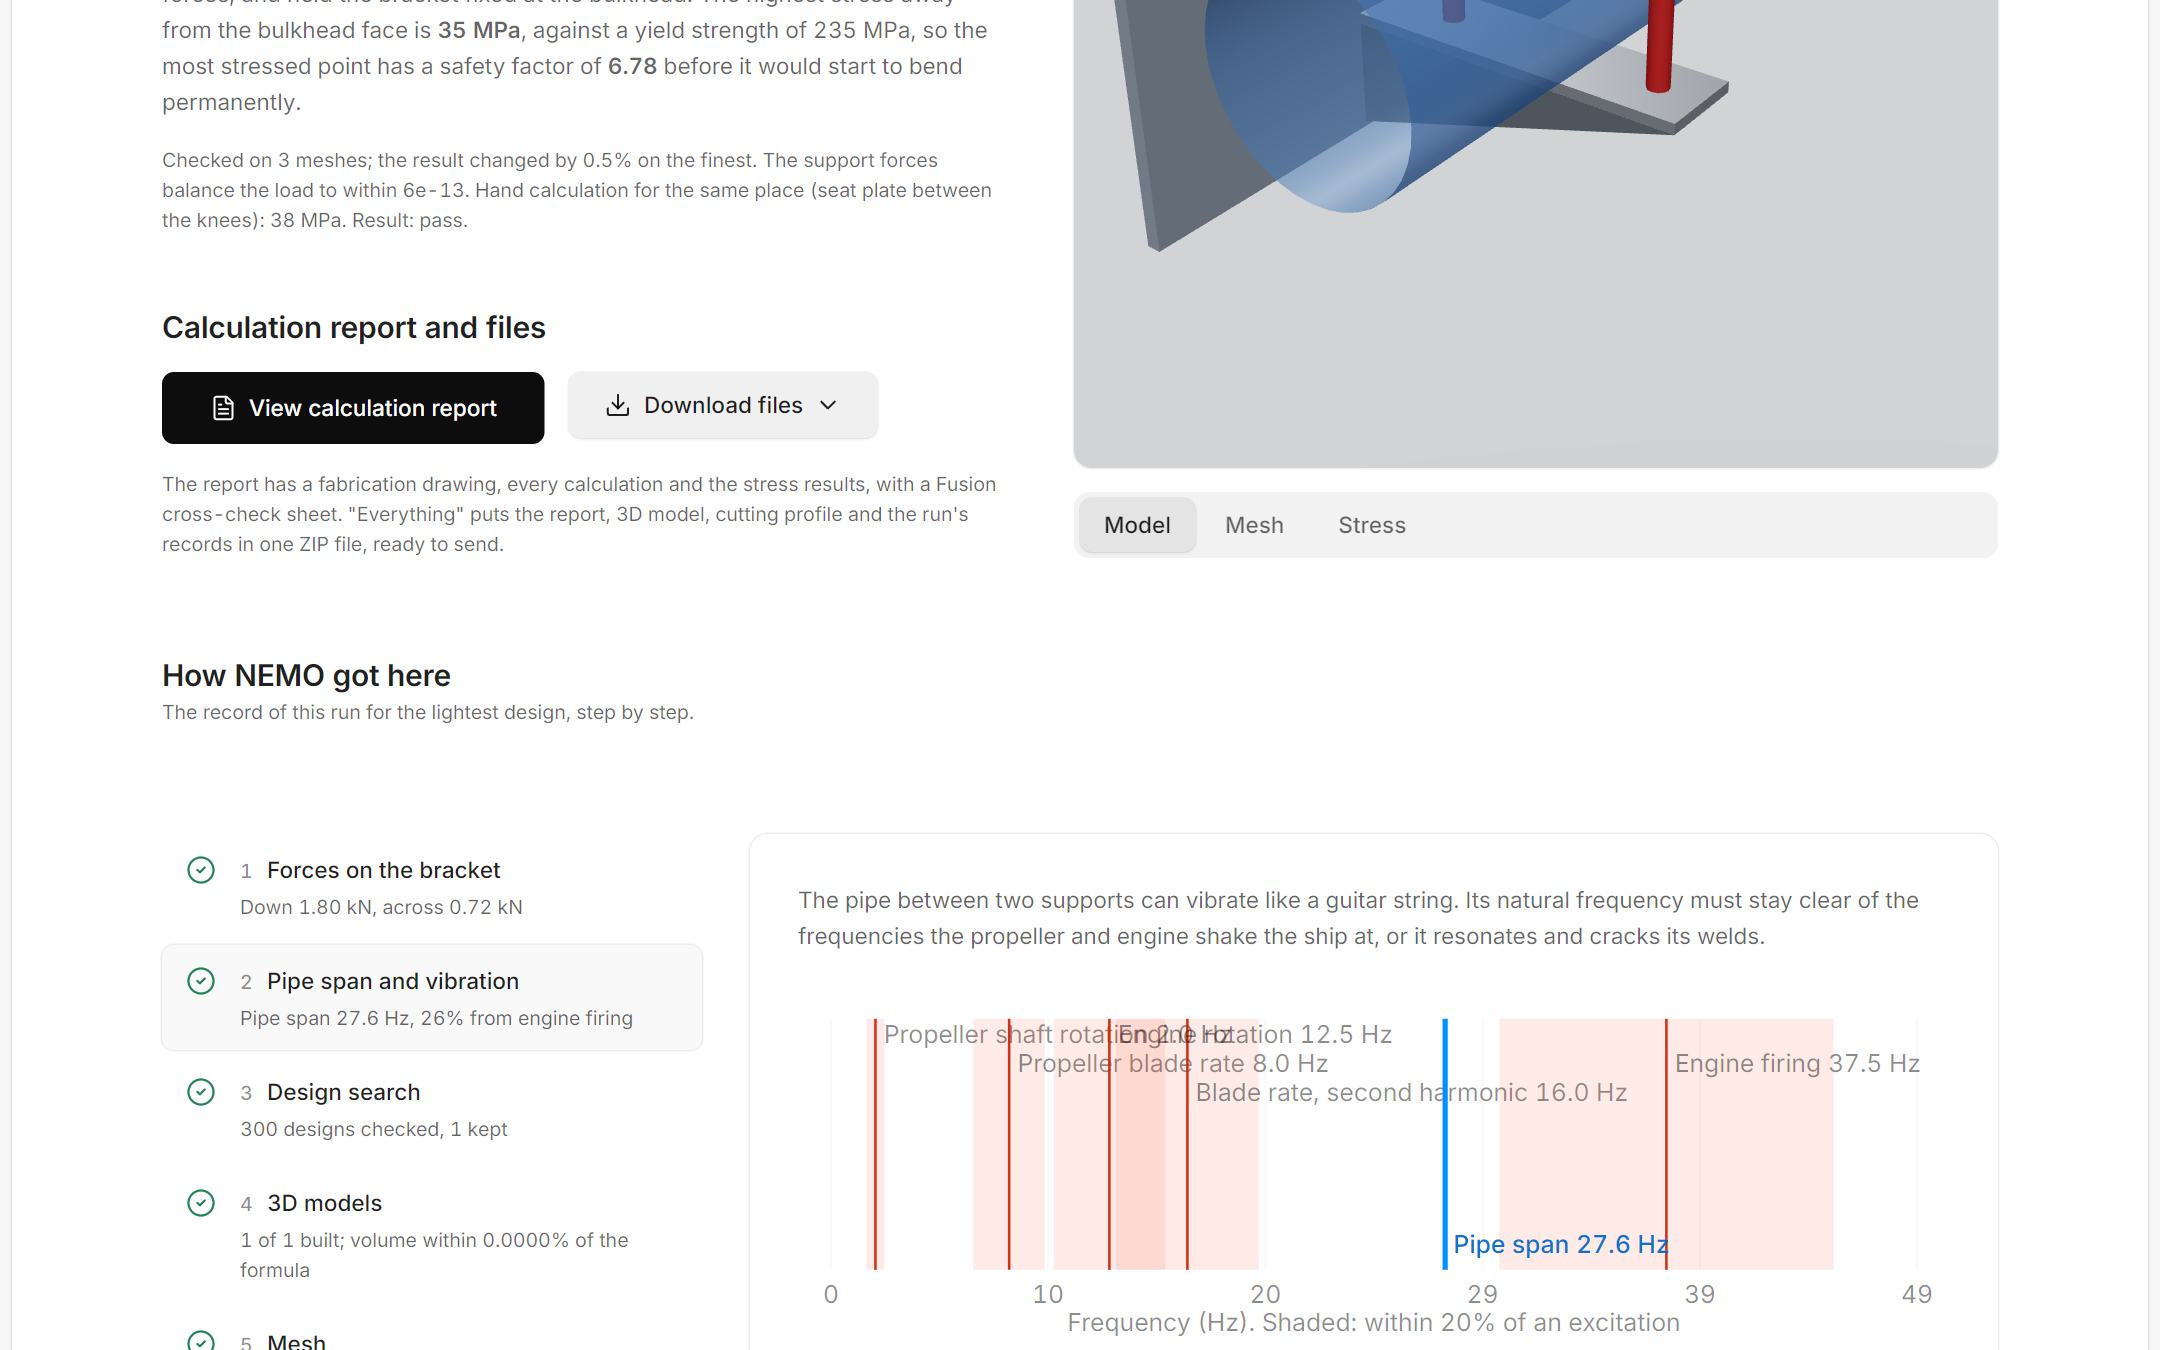 from the bulkhead face is 35 MPa, against a yield strength of 235 MPa, so the
most stressed point has a safety factor of 6.78 before it would start to bend
permanently.
Checked on 3 meshes; the result changed by 0.5% on the finest. The support forces
balance the load to within 6e-13. Hand calculation for the same place (seat plate between
the knees): 38 MPa. Result: pass.
Calculation report and files
View calculation report
Download files
The report has a fabrication drawing, every calculation and the stress results, with a Fusion
cross-check sheet. "Everything" puts the report, 3D model, cutting profile and the run's
records in one ZIP file, ready to send.
Model Mesh Stress
How NEMO got here
The record of this run for the lightest design, step by step.
1 Forces on the bracket
Down 1.80 kN, across 0.72 kN
2 Pipe span and vibration
Pipe span 27.6 Hz, 26% from engine firing
3 Design search
300 designs checked, 1 kept
4 3D models
1 of 1 built; volume within 0.0000% of the
formula
5 Mesh
The pipe between two supports can vibrate like a guitar string. Its natural frequency must stay clear of the
frequencies the propeller and engine shake the ship at, or it resonates and cracks its welds.
Propeller shaft rotation 2.0 Hz
Engine rotation 12.5 Hz
Propeller blade rate 8.0 Hz
Engine firing 37.5 Hz
Blade rate, second harmonic 16.0 Hz
Pipe span 27.6 Hz
0 10 20 29 39 49
Frequency (Hz). Shaded: within 20% of an excitation